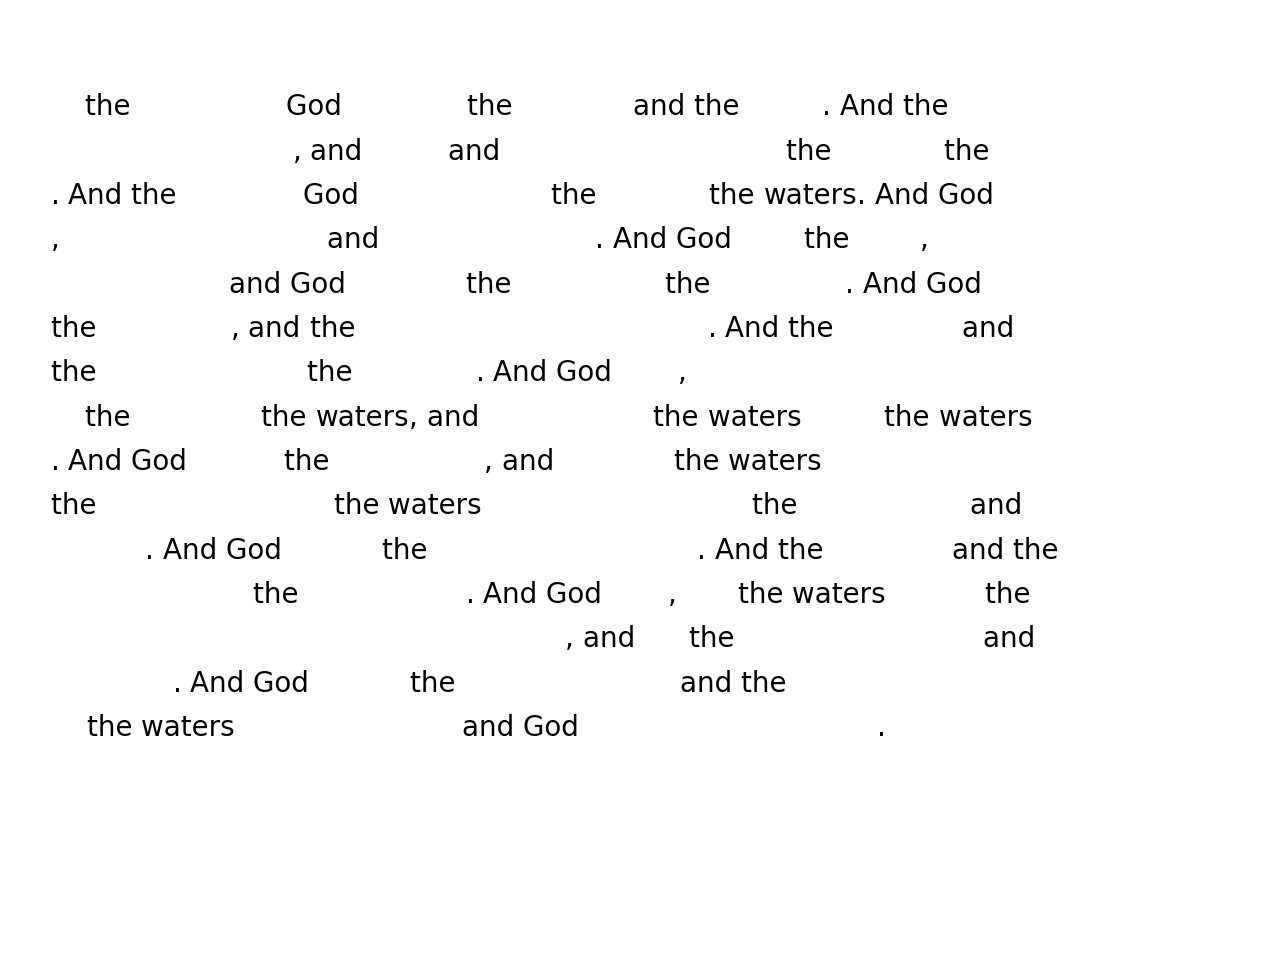 the God the and the . And the
, and and the the
. And the God the the waters. And God
, and . And God the ,
and God the the . And God
the , and the . And the and
the the . And God ,
the the waters, and the waters the waters
. And God the , and the waters
the the waters the and
. And God the . And the and the
the . And God , the waters the
, and the and
. And God the and the
the waters and God .